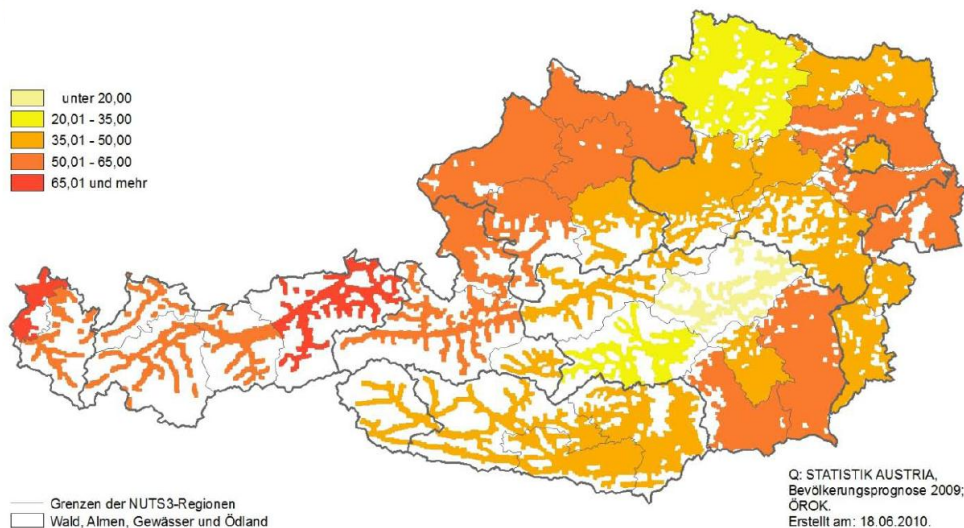 unter 20,00
20,01 - 35,00
35,01 - 50,00
50,01 - 65,00
65,01 und mehr
Grenzen der NUTS3-Regionen
Wald, Almen, Gewässer und Ödland
Q: STATISTIK AUSTRIA,
Bevölkerungsprognose 2009;
ÖROK.
Erstellt am: 18.06.2010.